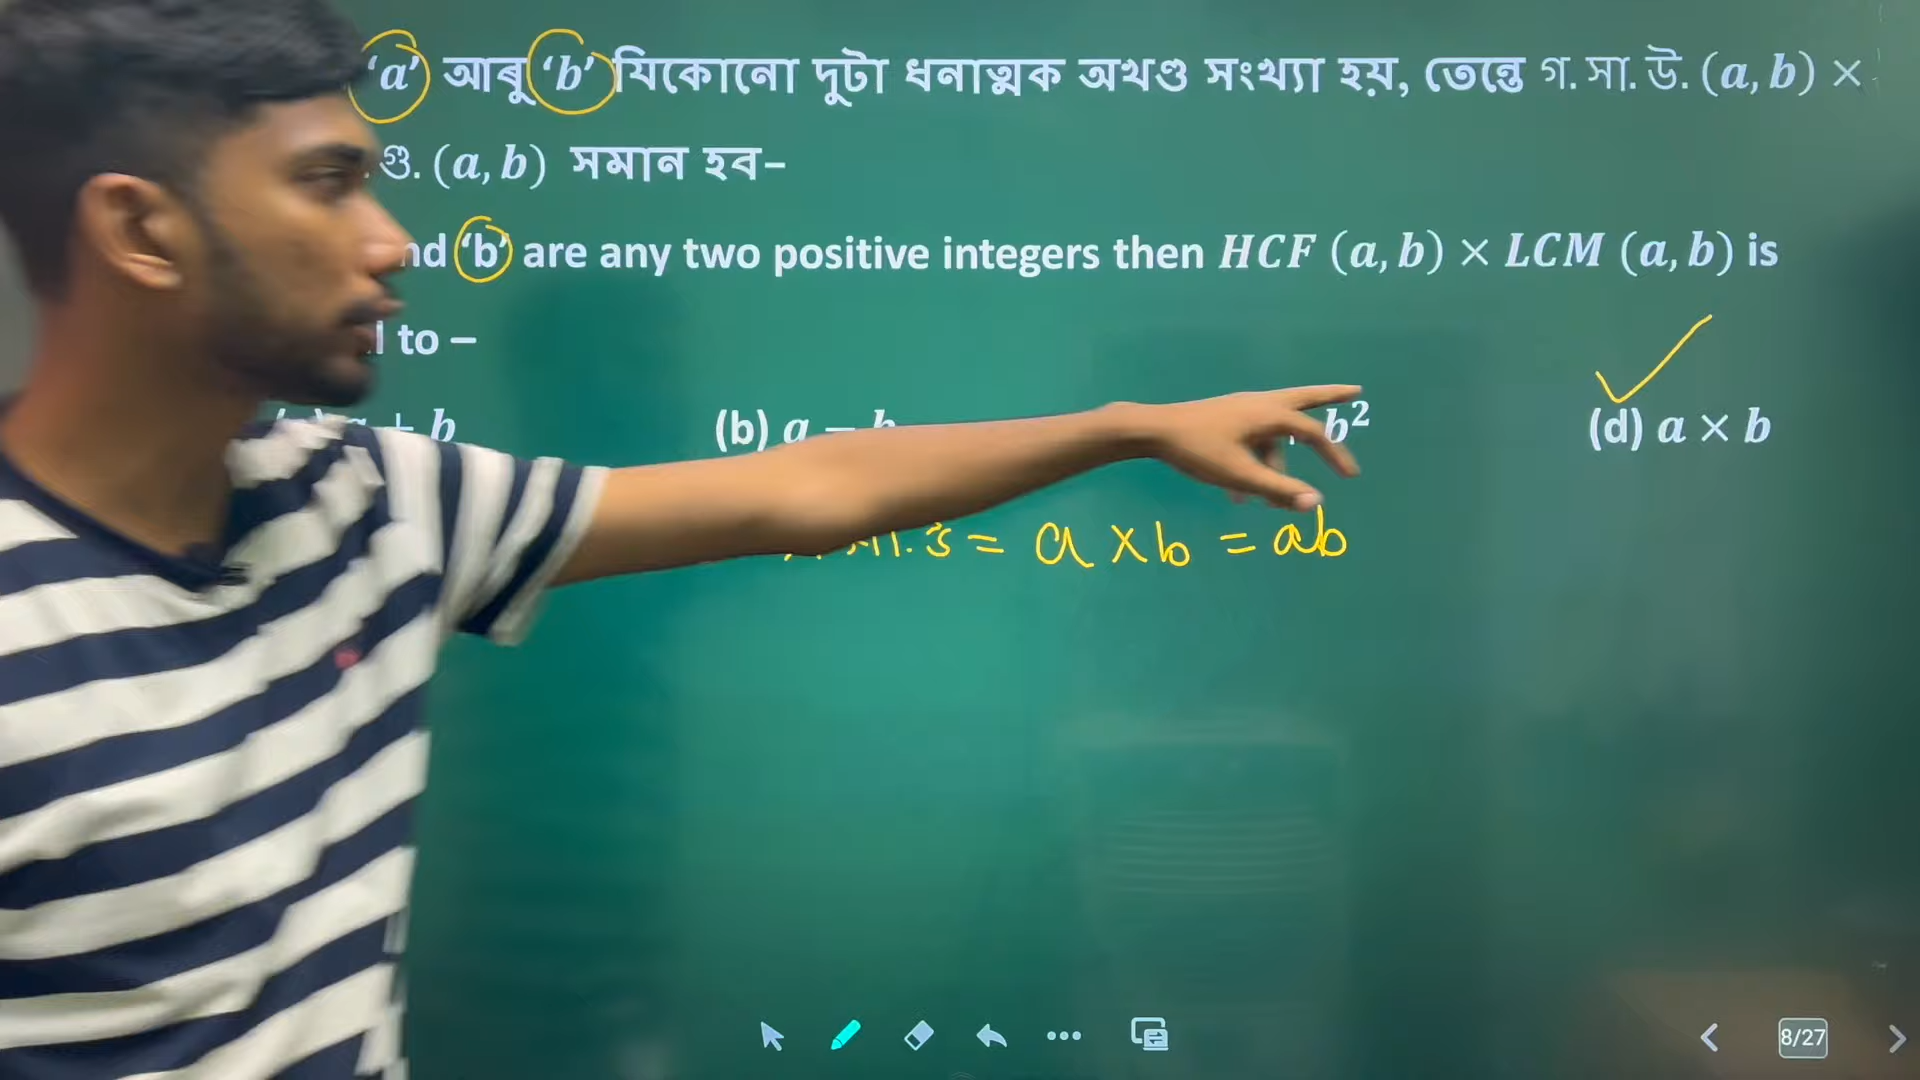 ‘a’ আৰু ‘b’ যিকোনো দুটা ধনাত্মক অখণ্ড সংখ্যা হয়, তেন্তে গ. সা. উ. (a, b) ×
. গু. (a, b) সমান হব–
nd ‘b’ are any two positive integers then HCF (a, b) × LCM (a, b) is
l to –
a + b (b) a − b b² (d) a × b
সা. উ = a × b = ab
8/27